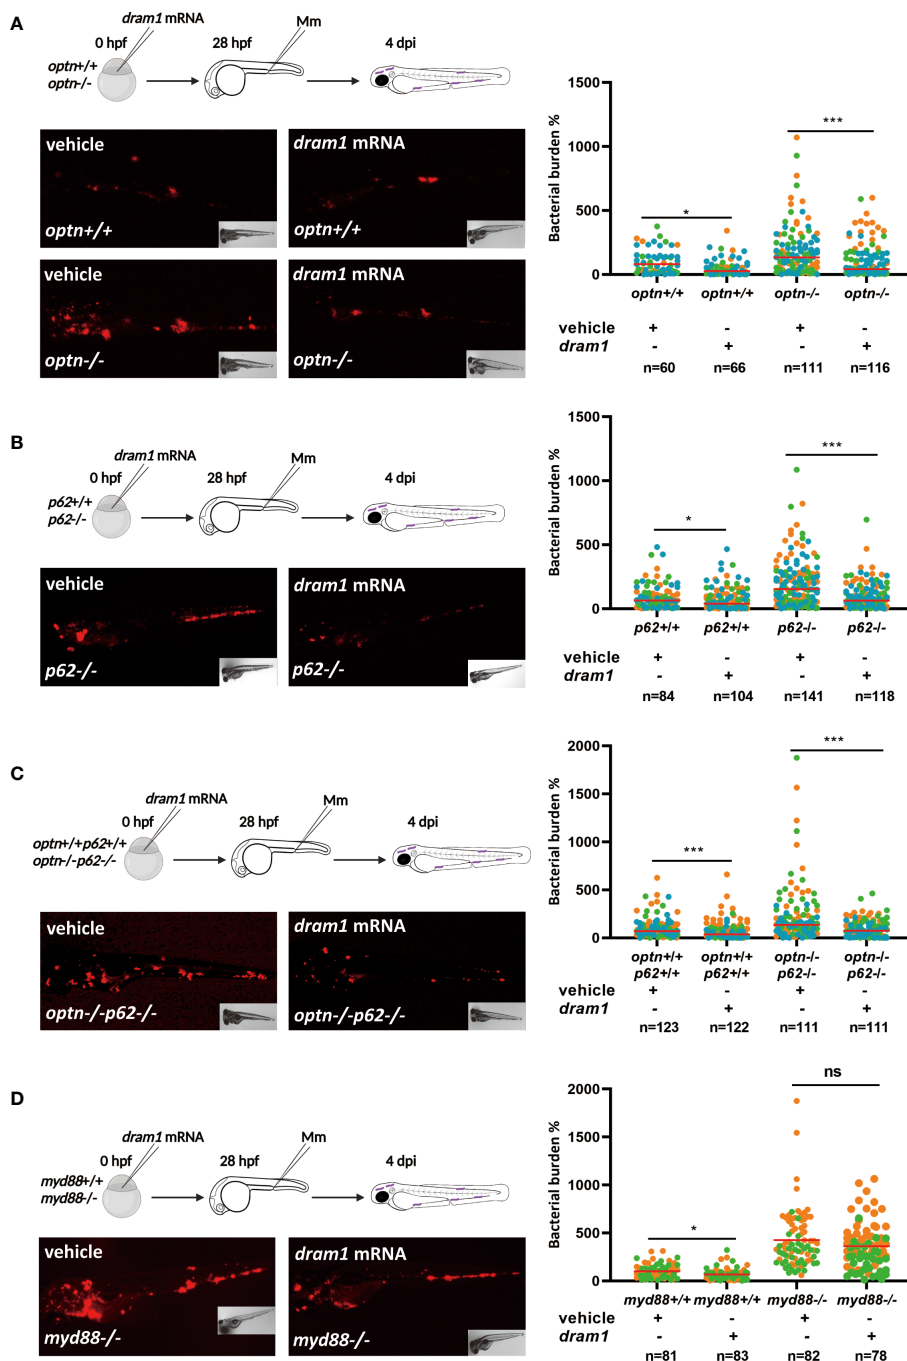 A
dram1 mRNA
0 hpf
28 hpf
Mm
4 dpi
optn+/+
optn-/-
vehicle
optn+/+
dram1 mRNA
optn+/+
vehicle
optn-/-
dram1 mRNA
optn-/-
Bacterial burden %
1500
1000
500
0
*
***
optn+/+ optn+/+ optn-/- optn-/-
vehicle + - + -
dram1 - + - +
n=60 n=66 n=111 n=116
B
dram1 mRNA
0 hpf
28 hpf
Mm
4 dpi
p62+/+
p62-/-
vehicle
p62-/-
dram1 mRNA
p62-/-
Bacterial burden %
1500
1000
500
0
*
***
p62+/+ p62+/+ p62-/- p62-/-
vehicle + - + -
dram1 - + - +
n=84 n=104 n=141 n=118
C
dram1 mRNA
0 hpf
28 hpf
Mm
4 dpi
optn+/+p62+/+
optn-/-p62-/-
vehicle
optn-/-p62-/-
dram1 mRNA
optn-/-p62-/-
Bacterial burden %
2000
1500
1000
500
0
***
***
optn+/+ optn+/+ optn-/- optn-/-
p62+/+ p62+/+ p62-/- p62-/-
vehicle + - + -
dram1 - + - +
n=123 n=122 n=111 n=111
D
dram1 mRNA
0 hpf
28 hpf
Mm
4 dpi
myd88+/+
myd88-/-
vehicle
myd88-/-
dram1 mRNA
myd88-/-
Bacterial burden %
2000
1500
1000
500
0
*
ns
myd88+/+ myd88+/+ myd88-/- myd88-/-
vehicle + - + -
dram1 - + - +
n=81 n=83 n=82 n=78